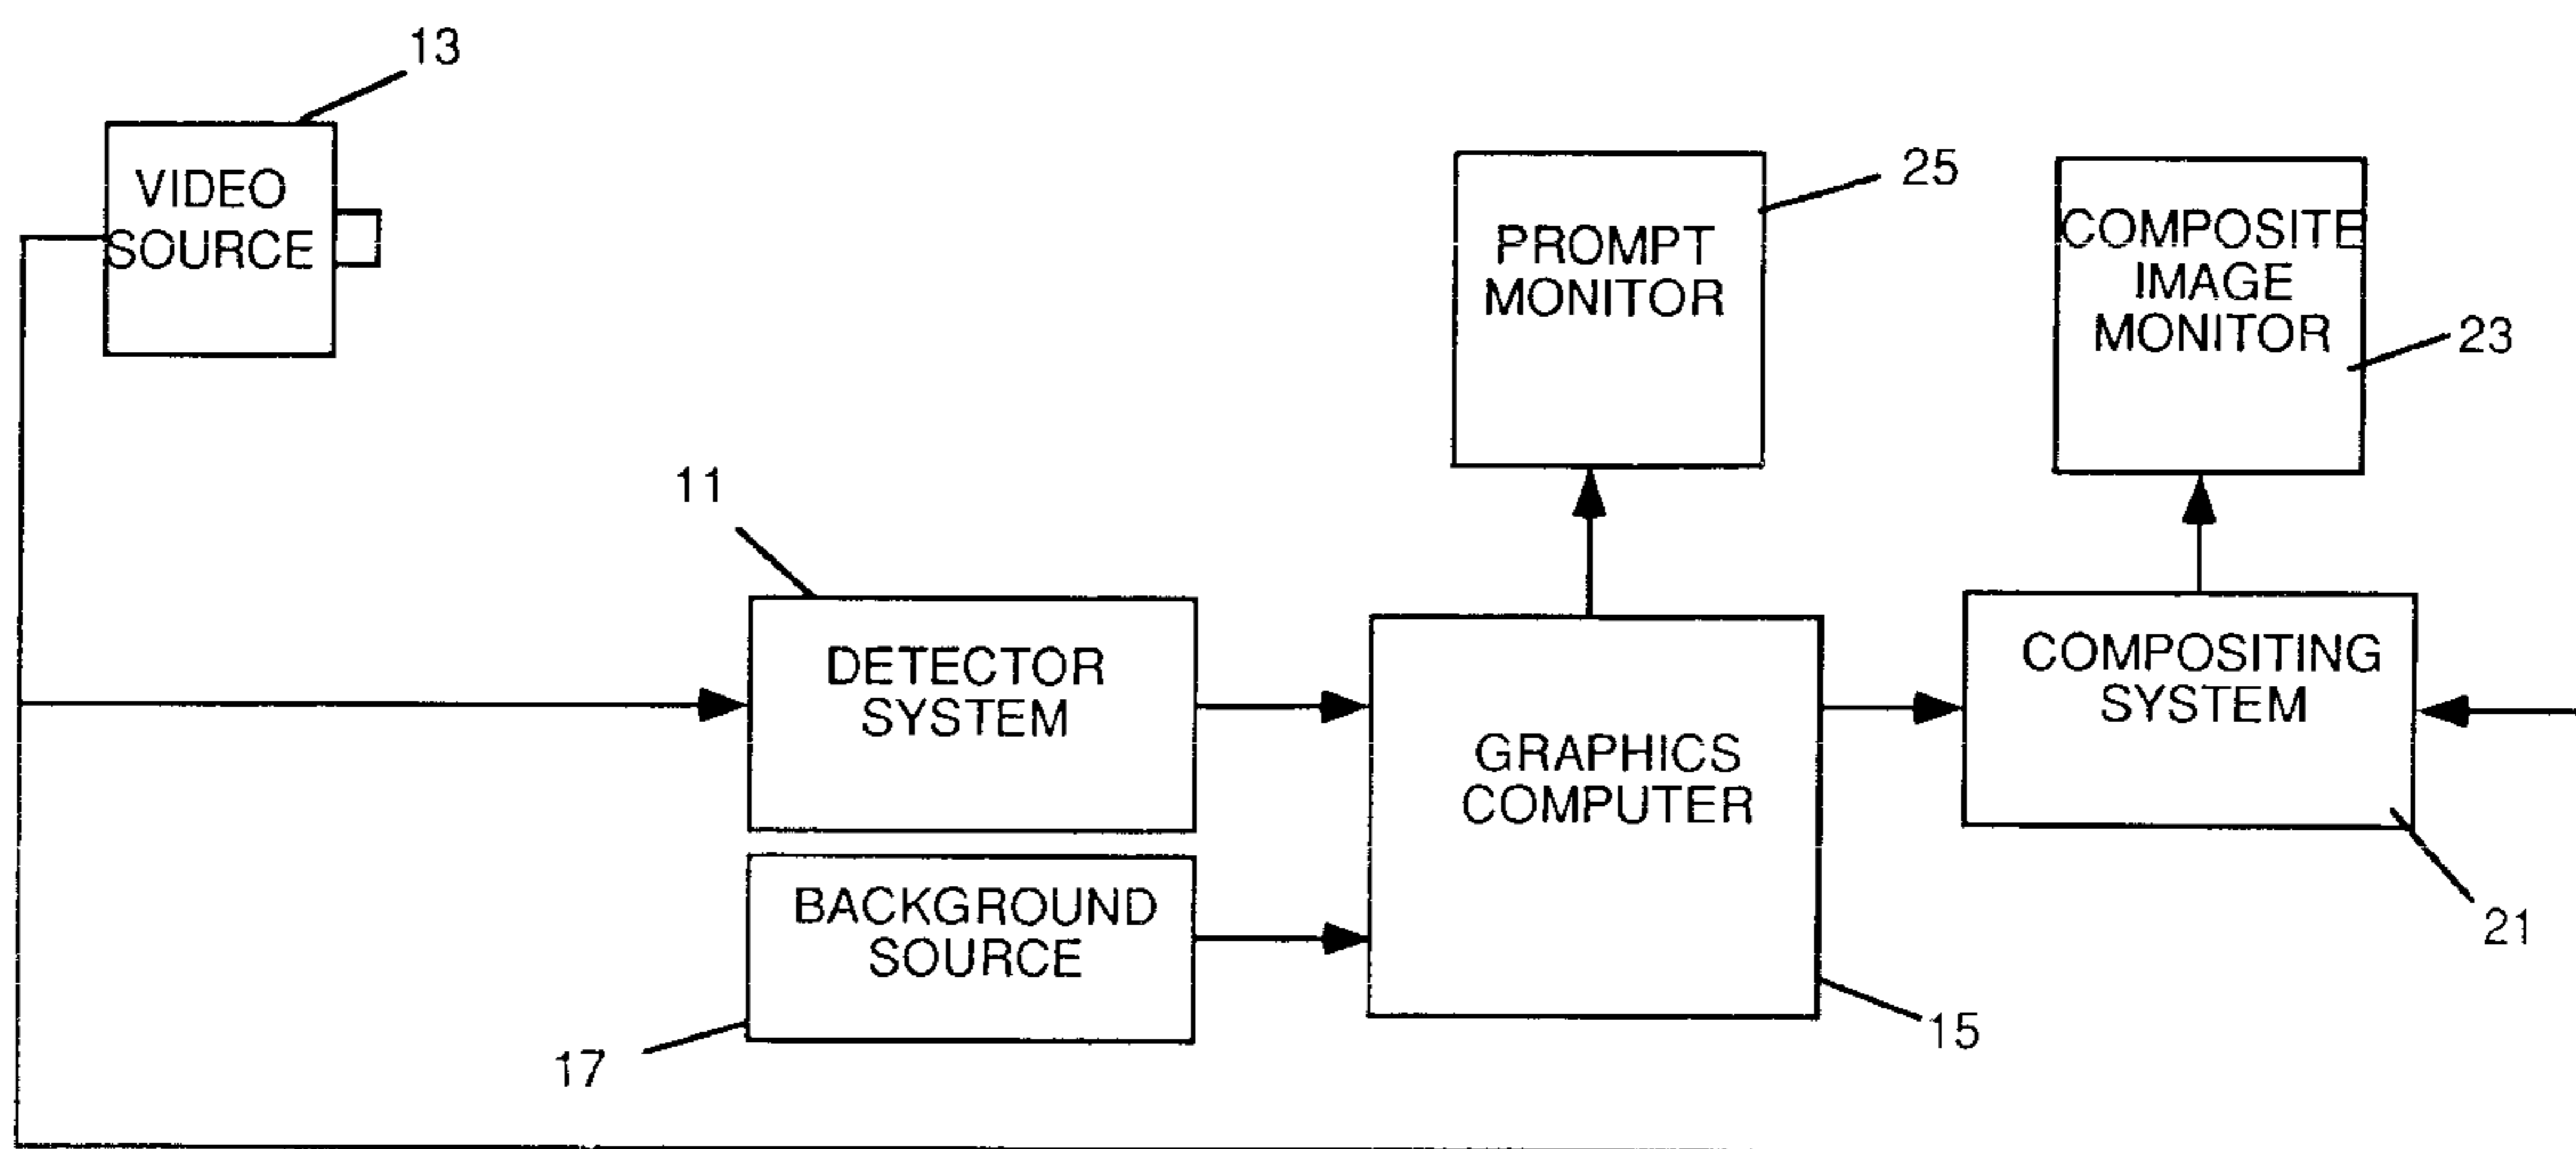 13
VIDEO
SOURCE
25
PROMPT
MONITOR
COMPOSITE
IMAGE
MONITOR
23
11
DETECTOR
SYSTEM
GRAPHICS
COMPUTER
COMPOSITING
SYSTEM
BACKGROUND
SOURCE
21
15
17